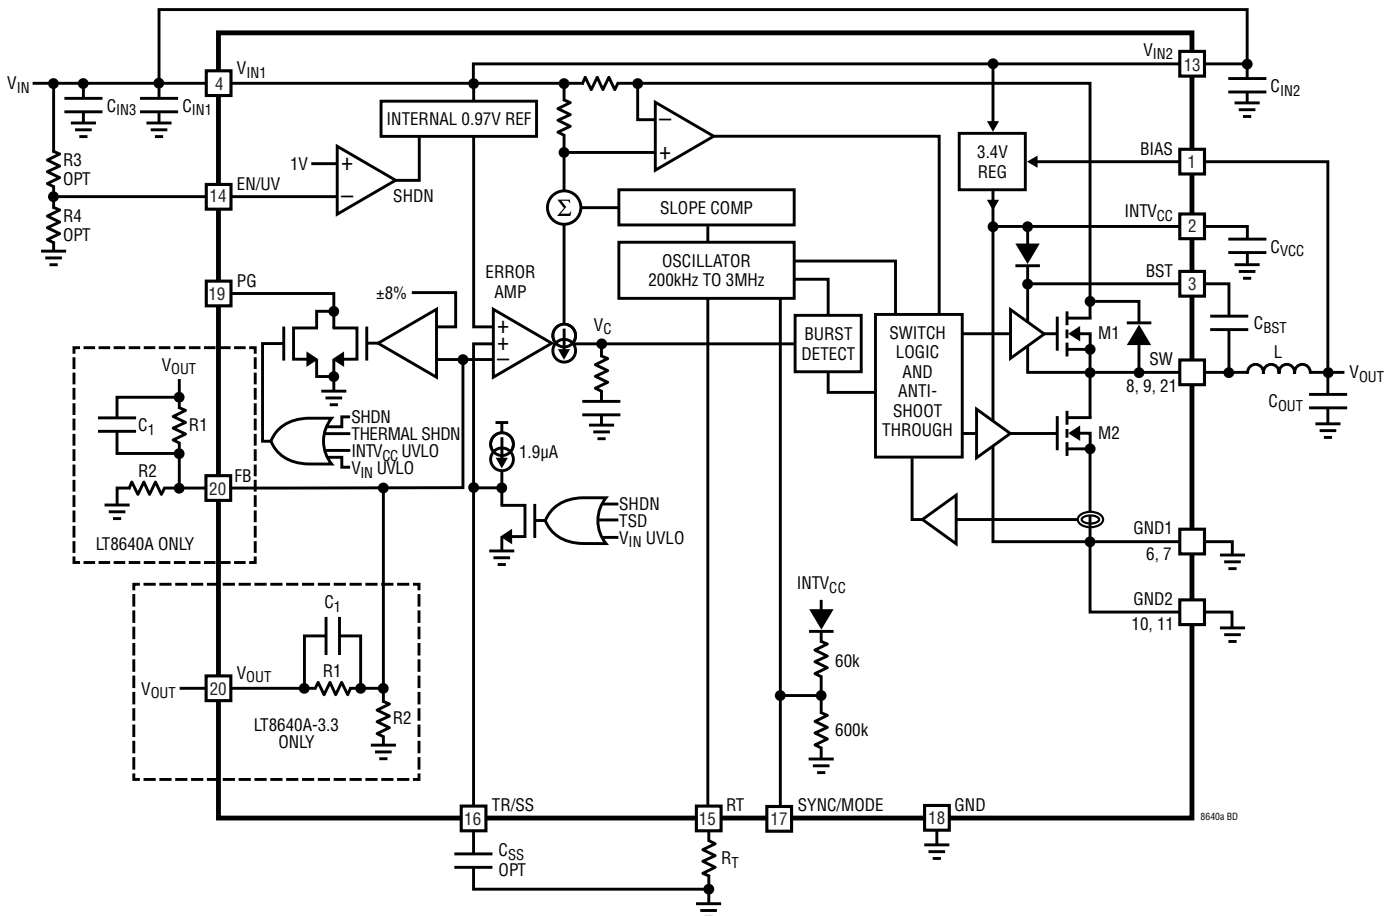 VIN2
13
VIN
4
VIN1
CIN3
CIN1
CIN2
INTERNAL 0.97V REF
−
+
R3
OPT
1V
+
−
SHDN
3.4V
REG
BIAS
1
14
EN/UV
R4
OPT
Σ
SLOPE COMP
INTVCC
2
CVCC
OSCILLATOR
200kHz TO 3MHz
19
PG
±8%
ERROR
AMP
BST
3
+
+
−
VC
BURST
DETECT
SWITCH
LOGIC
AND
ANTI-
SHOOT
THROUGH
M1
CBST
SW
8, 9, 21
L
VOUT
COUT
VOUT
C1
R1
SHDN
THERMAL SHDN
INTVCC UVLO
VIN UVLO
M2
1.9µA
R2
20
FB
LT8640A ONLY
SHDN
TSD
VIN UVLO
GND1
6, 7
INTVCC
GND2
10, 11
C1
60k
VOUT
20
VOUT
R1
R2
LT8640A-3.3
ONLY
600k
16
TR/SS
15
RT
17
SYNC/MODE
18
GND
8640a BD
CSS
OPT
RT